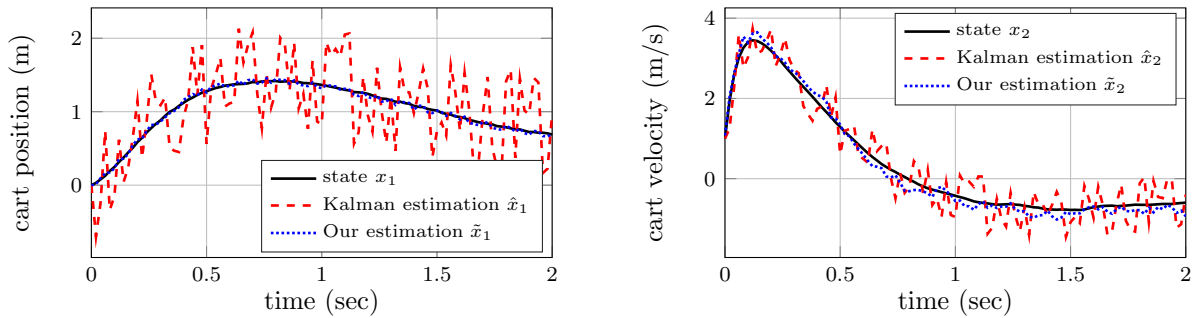 cart position (m)
2
1
0
state x₁
Kalman estimation x̂₁
Our estimation x̃₁
0
0.5
1
1.5
2
time (sec)
cart velocity (m/s)
4
2
0
state x₂
Kalman estimation x̂₂
Our estimation x̃₂
0
0.5
1
1.5
2
time (sec)